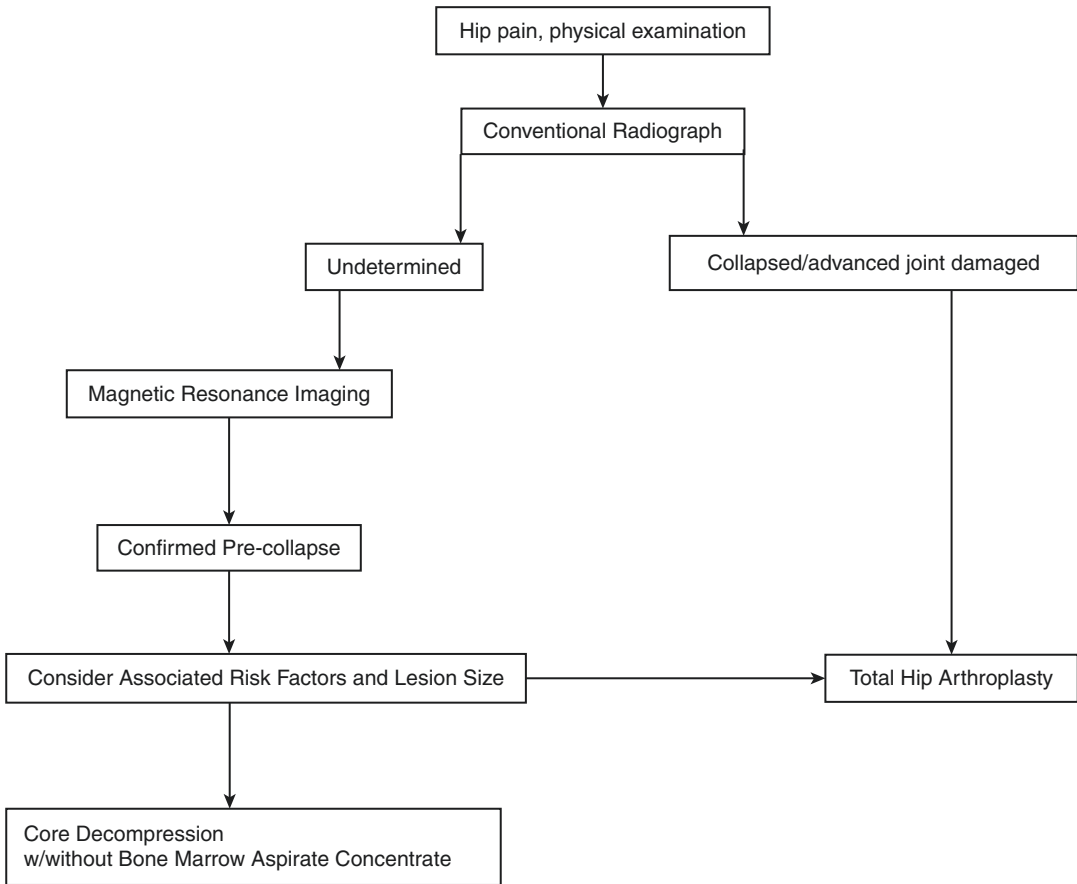 Hip pain, physical examination
Conventional Radiograph
Undetermined
Collapsed/advanced joint damaged
Magnetic Resonance Imaging
Confirmed Pre-collapse
Consider Associated Risk Factors and Lesion Size
Total Hip Arthroplasty
Core Decompression
w/without Bone Marrow Aspirate Concentrate